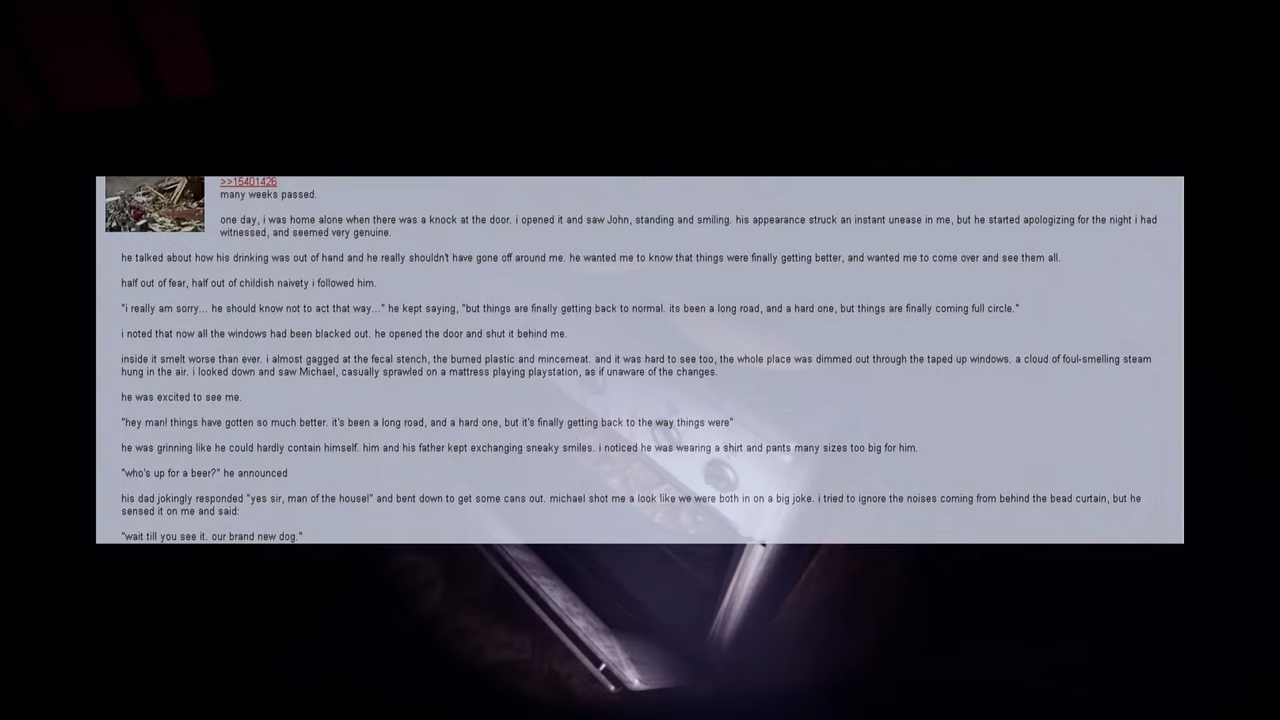 >>15401426
many weeks passed.
one day, i was home alone when there was a knock at the door. i opened it and saw John, standing and smiling. his appearance struck an instant unease in me, but he started apologizing for the night i had
witnessed, and seemed very genuine.
he talked about how his drinking was out of hand and he really shouldn't have gone off around me. he wanted me to know that things were finally getting better, and wanted me to come over and see them all.
half out of fear, half out of childish naivety i followed him.
"i really am sorry... he should know not to act that way..." he kept saying, "but things are finally getting back to normal. its been a long road, and a hard one, but things are finally coming full circle."
i noted that now all the windows had been blacked out. he opened the door and shut it behind me.
inside it smelt worse than ever. i almost gagged at the fecal stench, the burned plastic and mincemeat. and it was hard to see too, the whole place was dimmed out through the taped up windows. a cloud of foul-smelling steam
hung in the air. i looked down and saw Michael, casually sprawled on a mattress playing playstation, as if unaware of the changes.
he was excited to see me.
"hey man! things have gotten so much better. it's been a long road, and a hard one, but it's finally getting back to the way things were"
he was grinning like he could hardly contain himself. him and his father kept exchanging sneaky smiles. i noticed he was wearing a shirt and pants many sizes too big for him.
"who's up for a beer?" he announced
his dad jokingly responded "yes sir, man of the house!" and bent down to get some cans out. michael shot me a look like we were both in on a big joke. i tried to ignore the noises coming from behind the bead curtain, but he
sensed it on me and said:
"wait till you see it. our brand new dog."